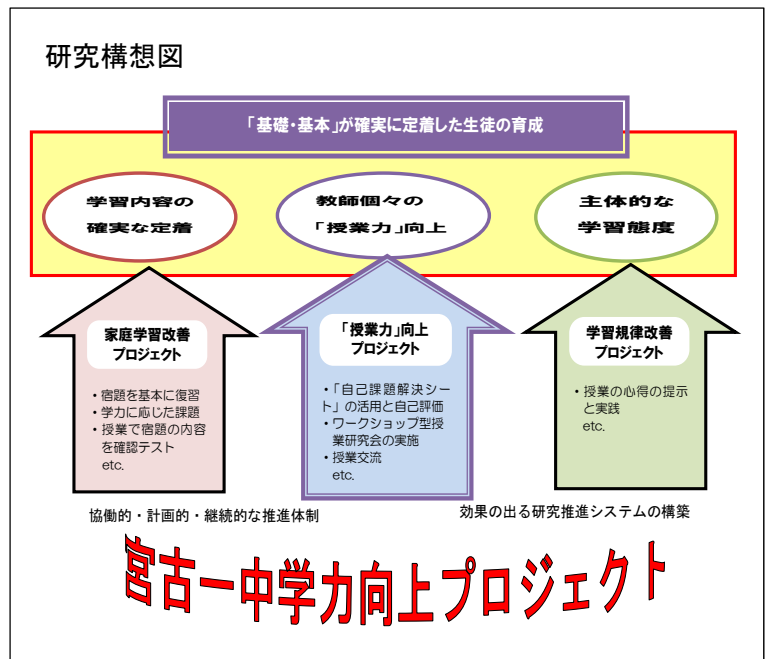 研究構想図
「基礎・基本」が確実に定着した生徒の育成
学習内容の
確実な定着
教師個々の
「授業力」向上
主体的な
学習態度
家庭学習改善
プロジェクト
・宿題を基本に復習
・学力に応じた課題
・授業で宿題の内容
を確認テスト
etc.
「授業力」向上
プロジェクト
・「自己課題解決シー
ト」の活用と自己評価
・ワークショップ型授
業研究会の実施
・授業交流
etc.
学習規律改善
プロジェクト
・授業の心得の提示
と実践
etc.
協働的・計画的・継続的な推進体制
効果の出る研究推進システムの構築
宮古一中学力向上プロジェクト